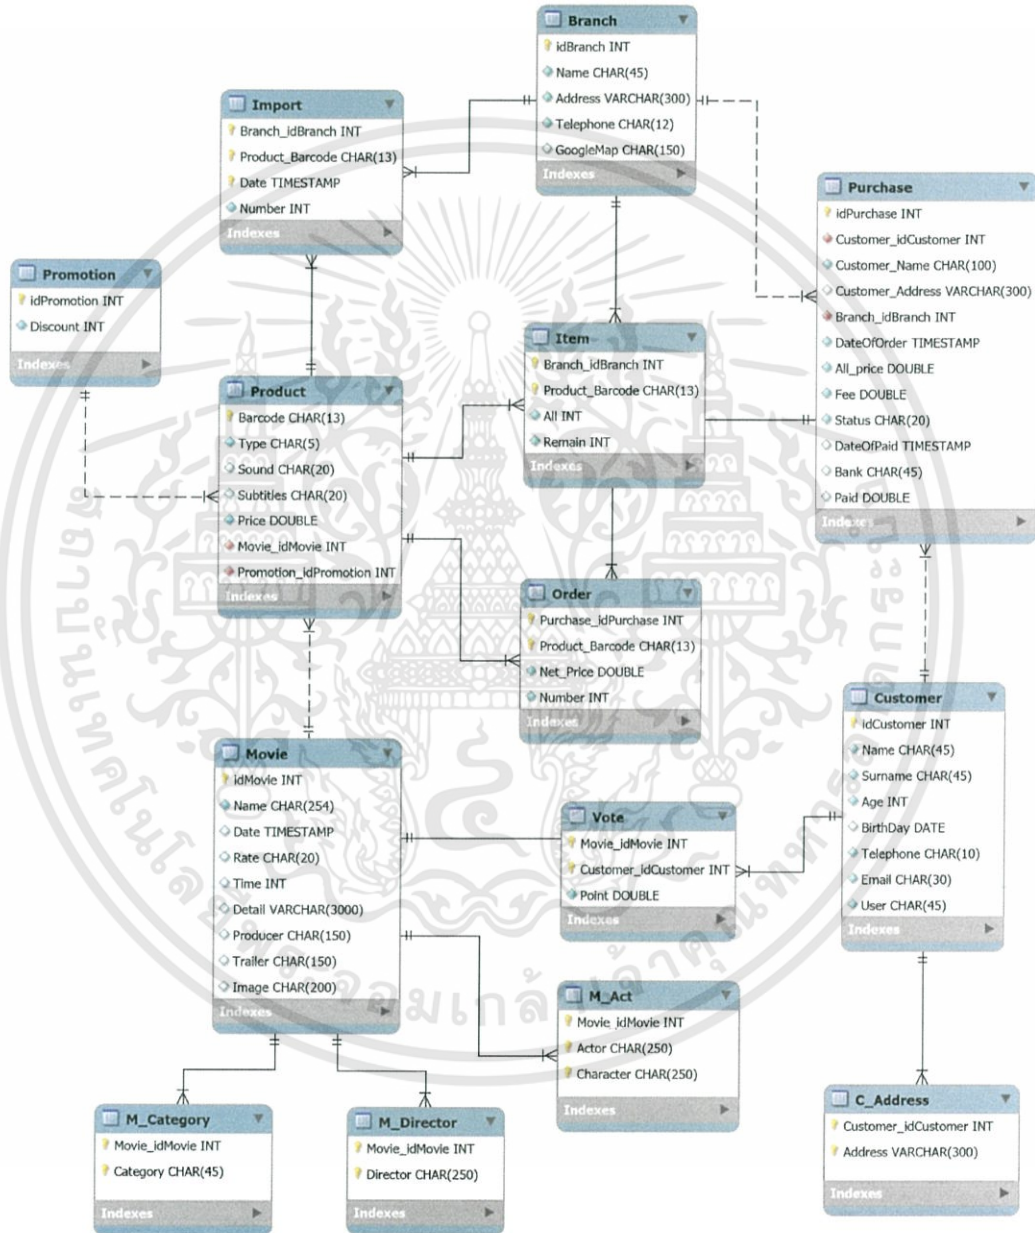 Branch
idBranch INT
Name CHAR(45)
Address VARCHAR(300)
Telephone CHAR(12)
GoogleMap CHAR(150)
Indexes
Import
Branch_idBranch INT
Product_Barcode CHAR(13)
Date TIMESTAMP
Number INT
Indexes
Purchase
idPurchase INT
Customer_idCustomer INT
Customer_Name CHAR(100)
Customer_Address VARCHAR(300)
Branch_idBranch INT
DateOfOrder TIMESTAMP
All_price DOUBLE
Fee DOUBLE
Status CHAR(20)
DateOfPaid TIMESTAMP
Bank CHAR(45)
Paid DOUBLE
Indexes
Promotion
idPromotion INT
Discount INT
Indexes
Item
Branch_idBranch INT
Product_Barcode CHAR(13)
All INT
Remain INT
Indexes
Product
Barcode CHAR(13)
Type CHAR(5)
Sound CHAR(20)
Subtitles CHAR(20)
Price DOUBLE
Movie_idMovie INT
Promotion_idPromotion INT
Indexes
Order
Purchase_idPurchase INT
Product_Barcode CHAR(13)
Net_Price DOUBLE
Number INT
Indexes
Customer
idCustomer INT
Name CHAR(45)
Surname CHAR(45)
Age INT
BirthDay DATE
Telephone CHAR(10)
Email CHAR(30)
User CHAR(45)
Indexes
Movie
idMovie INT
Name CHAR(254)
Date TIMESTAMP
Rate CHAR(20)
Time INT
Detail VARCHAR(3000)
Producer CHAR(150)
Trailer CHAR(150)
Image CHAR(200)
Indexes
Vote
Movie_idMovie INT
Customer_idCustomer INT
Point DOUBLE
Indexes
M_Act
Movie_idMovie INT
Actor CHAR(250)
Character CHAR(250)
Indexes
C_Address
Customer_idCustomer INT
Address VARCHAR(300)
Indexes
M_Category
Movie_idMovie INT
Category CHAR(45)
Indexes
M_Director
Movie_idMovie INT
Director CHAR(250)
Indexes